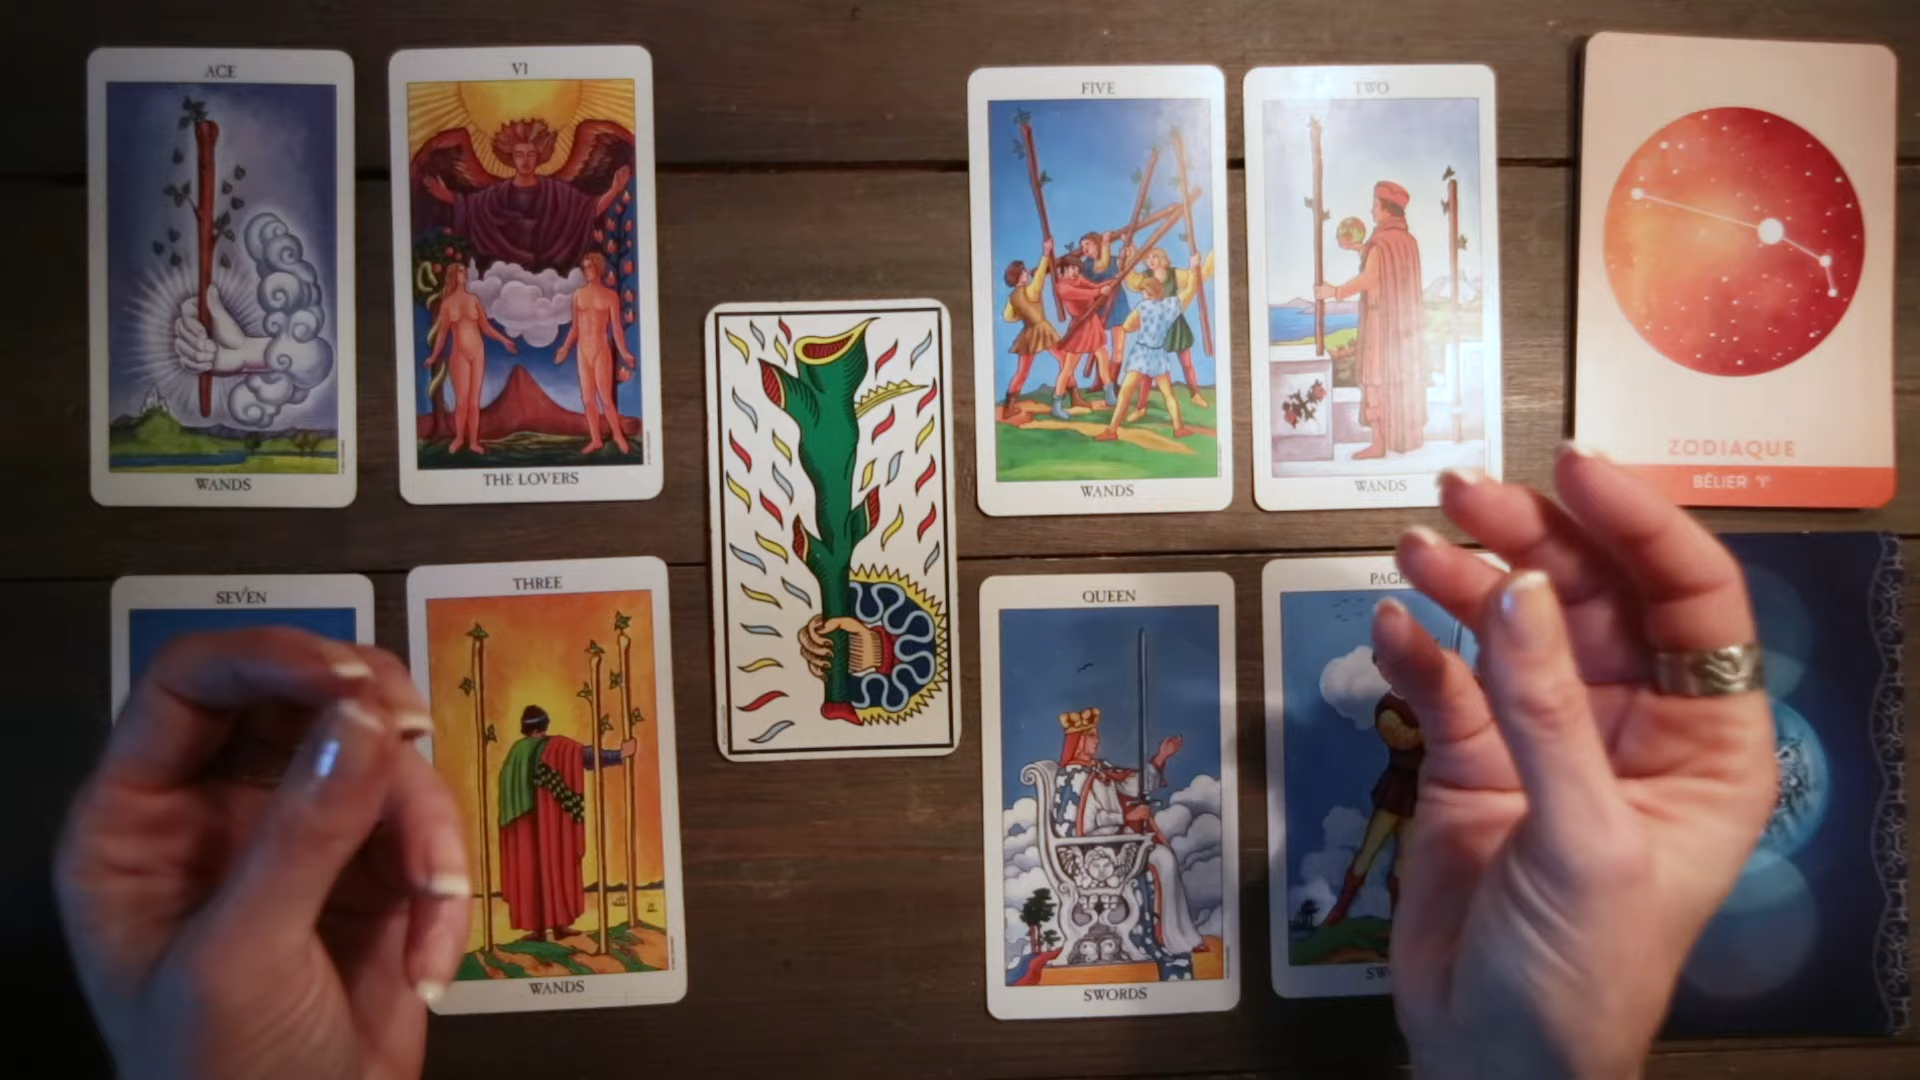 ACE
WANDS
VI
THE LOVERS
FIVE
WANDS
TWO
WANDS
ZODIAQUE
BÉLIER ♈
SEVEN
THREE
WANDS
QUEEN
SWORDS